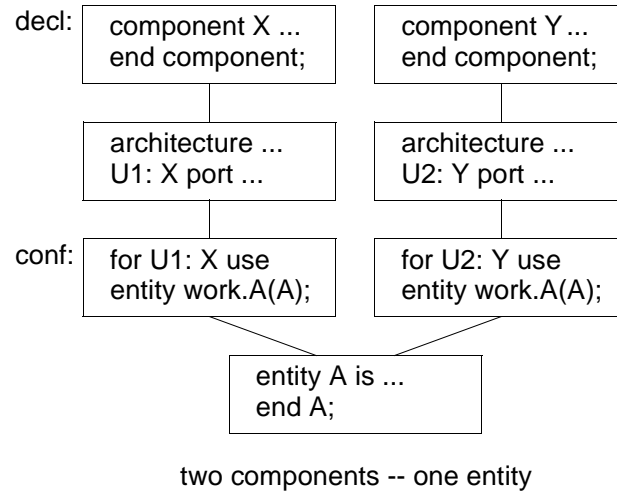 decl:
component X ...
end component;
component Y ...
end component;
architecture ...
U1: X port ...
architecture ...
U2: Y port ...
conf:
for U1: X use
entity work.A(A);
for U2: Y use
entity work.A(A);
entity A is ...
end A;
two components -- one entity